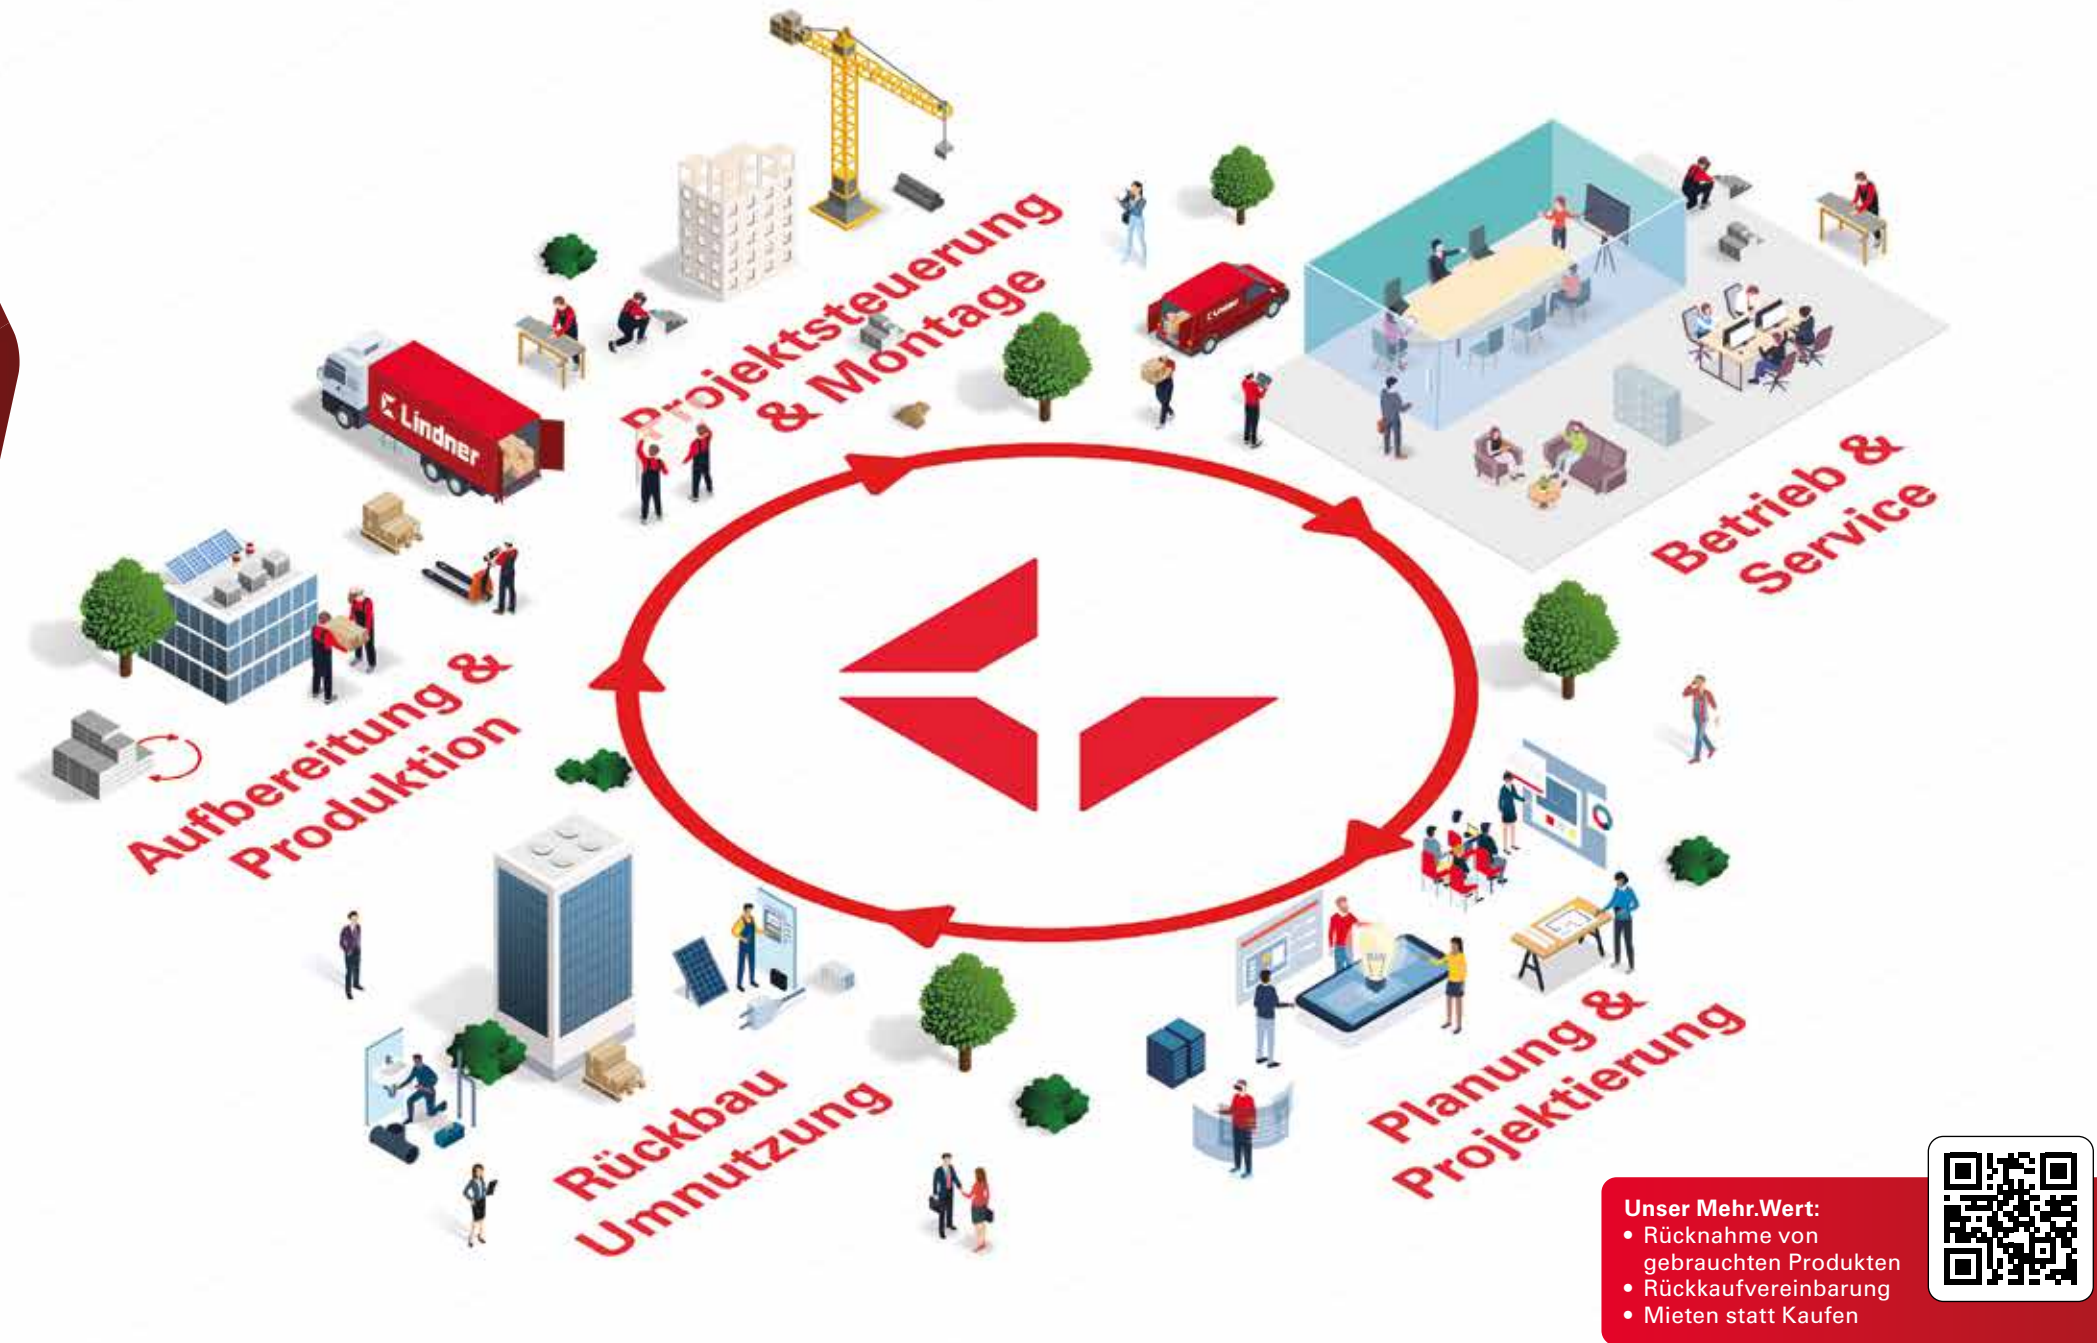 Projektsteuerung
& Montage
Lindner
Lindner
Betrieb &
Service
Aufbereitung &
Produktion
Planung &
Projektierung
Rückbau
Umnutzung
Unser Mehr.Wert:
• Rücknahme von
gebrauchten Produkten
• Rückkaufvereinbarung
• Mieten statt Kaufen